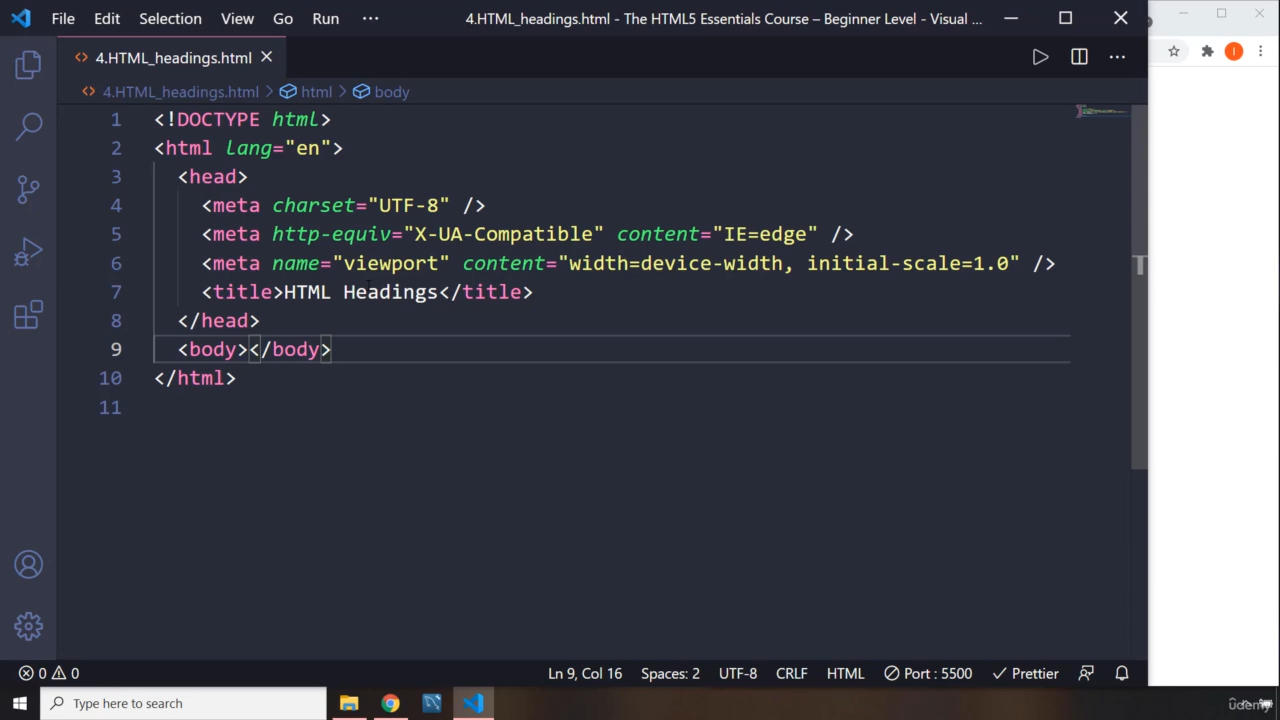 File Edit Selection View Go Run ··· 4.HTML_headings.html - The HTML5 Essentials Course – Beginner Level - Visual ...
4.HTML_headings.html
4.HTML_headings.html > html > body
1 <!DOCTYPE html>
2 <html lang="en">
3 <head>
4 <meta charset="UTF-8" />
5 <meta http-equiv="X-UA-Compatible" content="IE=edge" />
6 <meta name="viewport" content="width=device-width, initial-scale=1.0" />
7 <title>HTML Headings</title>
8 </head>
9 <body></body>
10 </html>
11
0 0 Ln 9, Col 16 Spaces: 2 UTF-8 CRLF HTML Port : 5500 Prettier
Type here to search
udemy